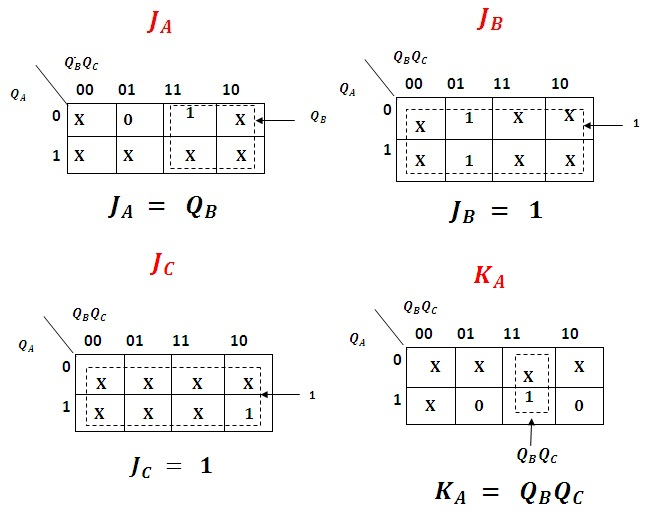 J_A
Q_BQ_C
00 01 11 10
Q_A
0 X 0 1 X
Q_B
1 X X X X
J_A = Q_B
J_B
Q_BQ_C
00 01 11 10
Q_A
0 X 1 X X
1
1 X 1 X X
J_B = 1
J_C
Q_BQ_C
00 01 11 10
Q_A
0 X X X X
1
1 X X X 1
J_C = 1
K_A
Q_BQ_C
00 01 11 10
Q_A
0 X X X X
1 X 0 1 0
Q_BQ_C
K_A = Q_BQ_C